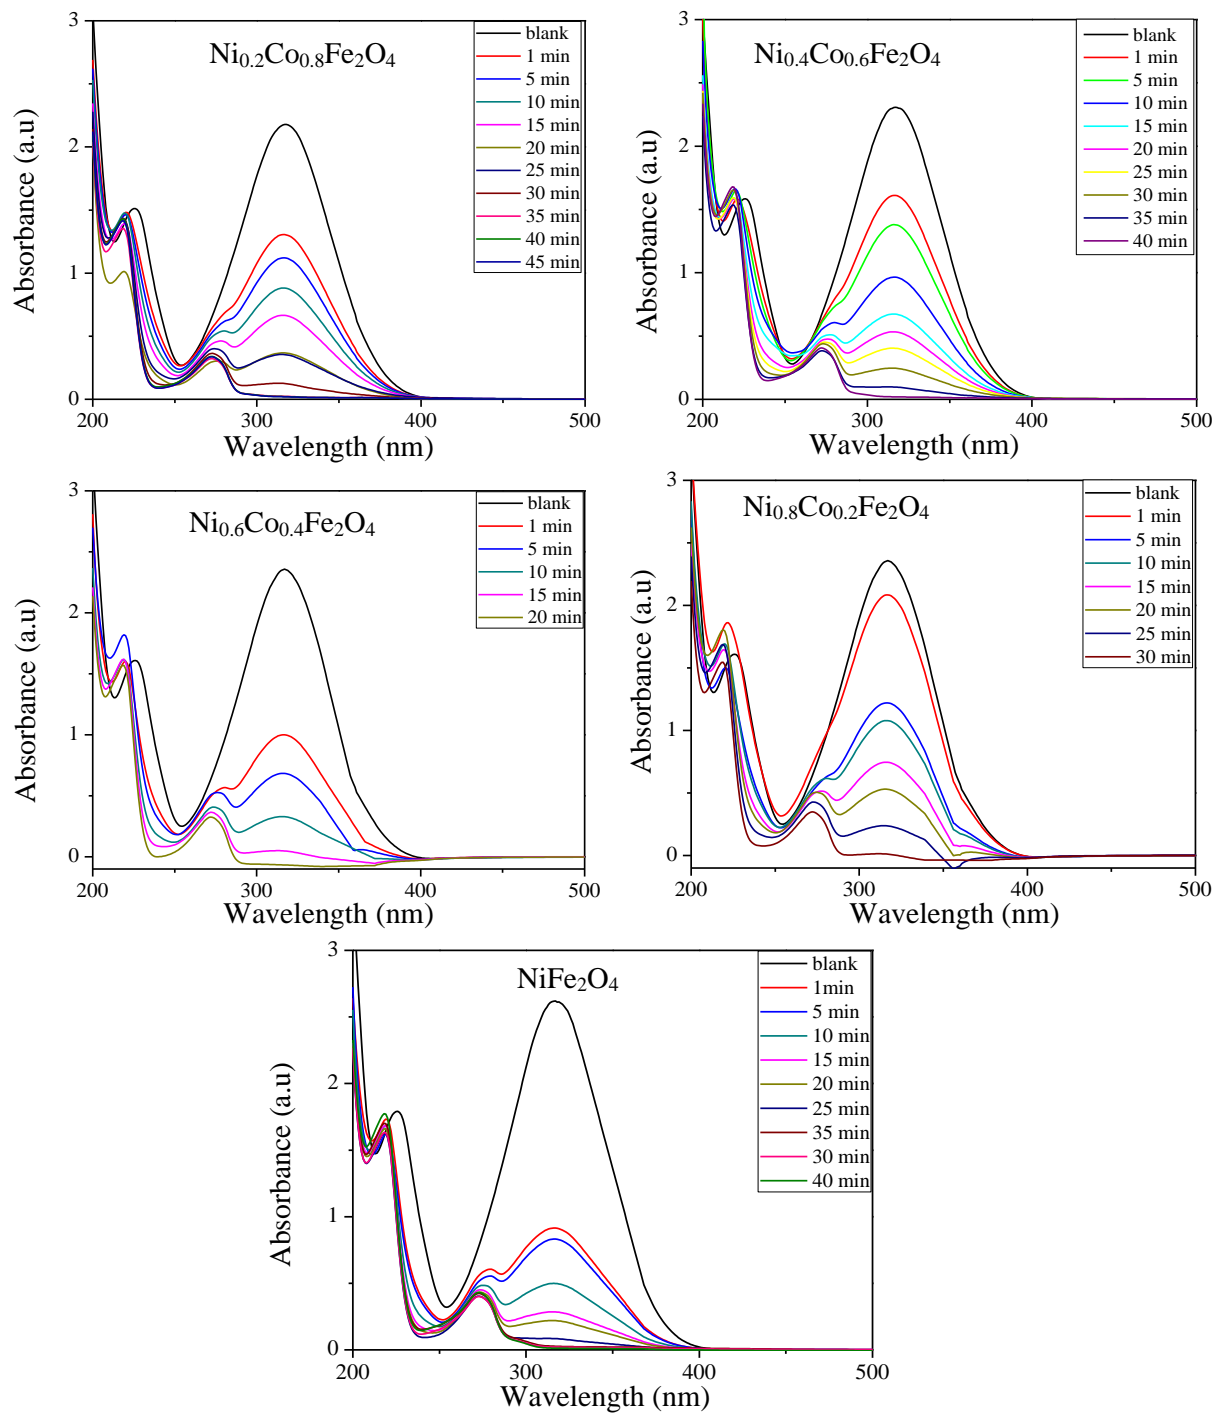 Ni0.2Co0.8Fe2O4
blank
1 min
5 min
10 min
15 min
20 min
25 min
30 min
35 min
40 min
45 min
3
2
1
0
200
300
400
500
Absorbance (a.u)
Wavelength (nm)
Ni0.4Co0.6Fe2O4
blank
1 min
5 min
10 min
15 min
20 min
25 min
30 min
35 min
40 min
3
2
1
0
200
300
400
500
Absorbance (a.u)
Wavelength (nm)
Ni0.6Co0.4Fe2O4
blank
1 min
5 min
10 min
15 min
20 min
3
2
1
0
200
300
400
500
Absorbance (a.u)
Wavelength (nm)
Ni0.8Co0.2Fe2O4
blank
1 min
5 min
10 min
15 min
20 min
25 min
30 min
3
2
1
0
200
300
400
500
Absorbance (a.u)
Wavelength (nm)
NiFe2O4
blank
1min
5 min
10 min
15 min
20 min
25 min
35 min
30 min
40 min
3
2
1
0
200
300
400
500
Absorbance (a.u)
Wavelength (nm)